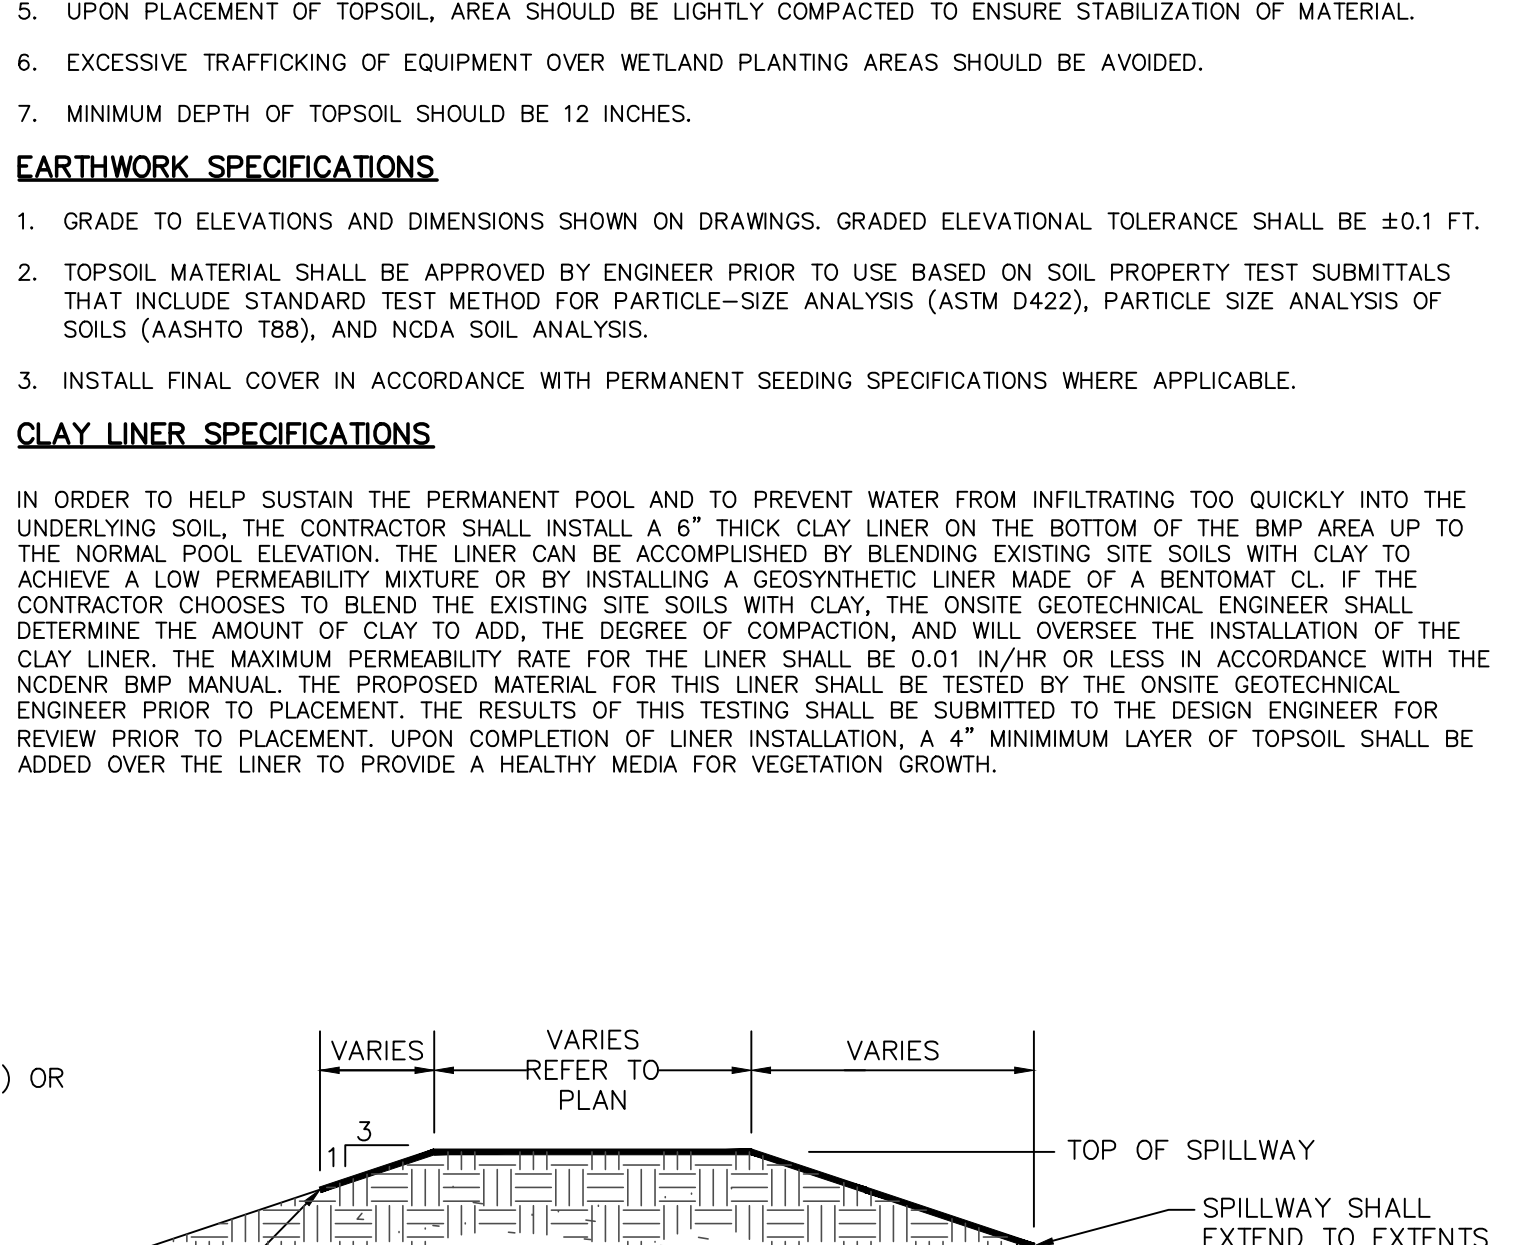 5. UPON PLACEMENT OF TOPSOIL, AREA SHOULD BE LIGHTLY COMPACTED TO ENSURE STABILIZATION OF MATERIAL.
6. EXCESSIVE TRAFFICKING OF EQUIPMENT OVER WETLAND PLANTING AREAS SHOULD BE AVOIDED.
7. MINIMUM DEPTH OF TOPSOIL SHOULD BE 12 INCHES.
EARTHWORK SPECIFICATIONS
1. GRADE TO ELEVATIONS AND DIMENSIONS SHOWN ON DRAWINGS. GRADED ELEVATIONAL TOLERANCE SHALL BE ±0.1 FT.
2. TOPSOIL MATERIAL SHALL BE APPROVED BY ENGINEER PRIOR TO USE BASED ON SOIL PROPERTY TEST SUBMITTALS
THAT INCLUDE STANDARD TEST METHOD FOR PARTICLE–SIZE ANALYSIS (ASTM D422), PARTICLE SIZE ANALYSIS OF
SOILS (AASHTO T88), AND NCDA SOIL ANALYSIS.
3. INSTALL FINAL COVER IN ACCORDANCE WITH PERMANENT SEEDING SPECIFICATIONS WHERE APPLICABLE.
CLAY LINER SPECIFICATIONS
IN ORDER TO HELP SUSTAIN THE PERMANENT POOL AND TO PREVENT WATER FROM INFILTRATING TOO QUICKLY INTO THE
UNDERLYING SOIL, THE CONTRACTOR SHALL INSTALL A 6" THICK CLAY LINER ON THE BOTTOM OF THE BMP AREA UP TO
THE NORMAL POOL ELEVATION. THE LINER CAN BE ACCOMPLISHED BY BLENDING EXISTING SITE SOILS WITH CLAY TO
ACHIEVE A LOW PERMEABILITY MIXTURE OR BY INSTALLING A GEOSYNTHETIC LINER MADE OF A BENTOMAT CL. IF THE
CONTRACTOR CHOOSES TO BLEND THE EXISTING SITE SOILS WITH CLAY, THE ONSITE GEOTECHNICAL ENGINEER SHALL
DETERMINE THE AMOUNT OF CLAY TO ADD, THE DEGREE OF COMPACTION, AND WILL OVERSEE THE INSTALLATION OF THE
CLAY LINER. THE MAXIMUM PERMEABILITY RATE FOR THE LINER SHALL BE 0.01 IN/HR OR LESS IN ACCORDANCE WITH THE
NCDENR BMP MANUAL. THE PROPOSED MATERIAL FOR THIS LINER SHALL BE TESTED BY THE ONSITE GEOTECHNICAL
ENGINEER PRIOR TO PLACEMENT. THE RESULTS OF THIS TESTING SHALL BE SUBMITTED TO THE DESIGN ENGINEER FOR
REVIEW PRIOR TO PLACEMENT. UPON COMPLETION OF LINER INSTALLATION, A 4" MINIMIMUM LAYER OF TOPSOIL SHALL BE
ADDED OVER THE LINER TO PROVIDE A HEALTHY MEDIA FOR VEGETATION GROWTH.
VARIES
VARIES
REFER TO
PLAN
VARIES
) OR
3
1
TOP OF SPILLWAY
SPILLWAY SHALL
EXTEND TO EXTENTS